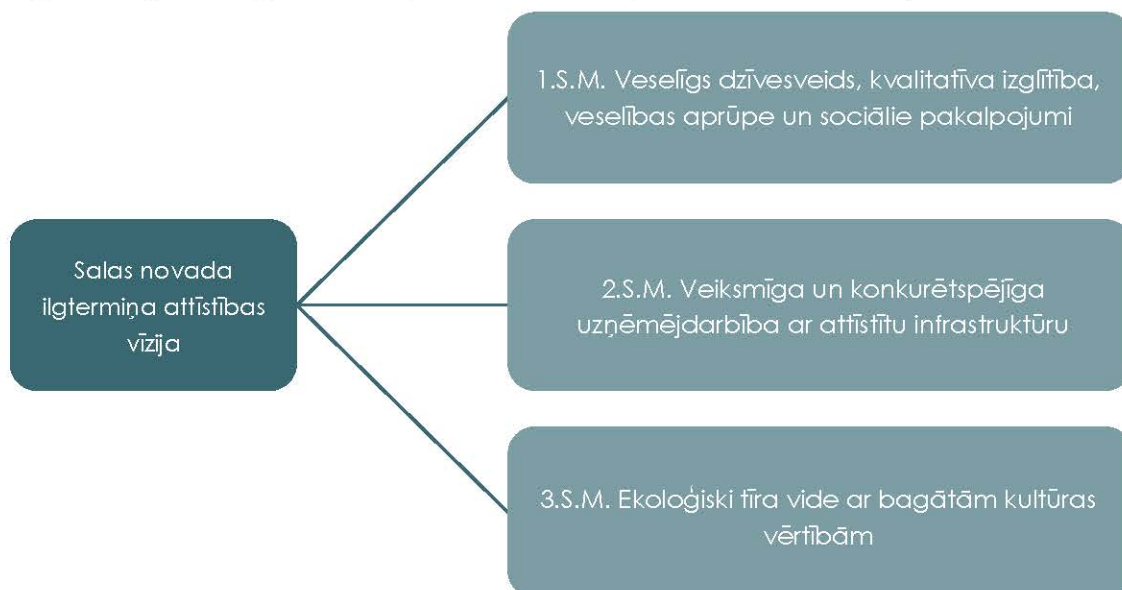 Salas novada
ilgtermiņa attīstības
vīzija
1.S.M. Veselīgs dzīvesveids, kvalitatīva izglītība,
veselības aprūpe un sociālie pakalpojumi
2.S.M. Veiksmīga un konkurētspējīga
uzņēmējdarbība ar attīstītu infrastruktūru
3.S.M. Ekoloģiski tīra vide ar bagātām kultūras
vērtībām